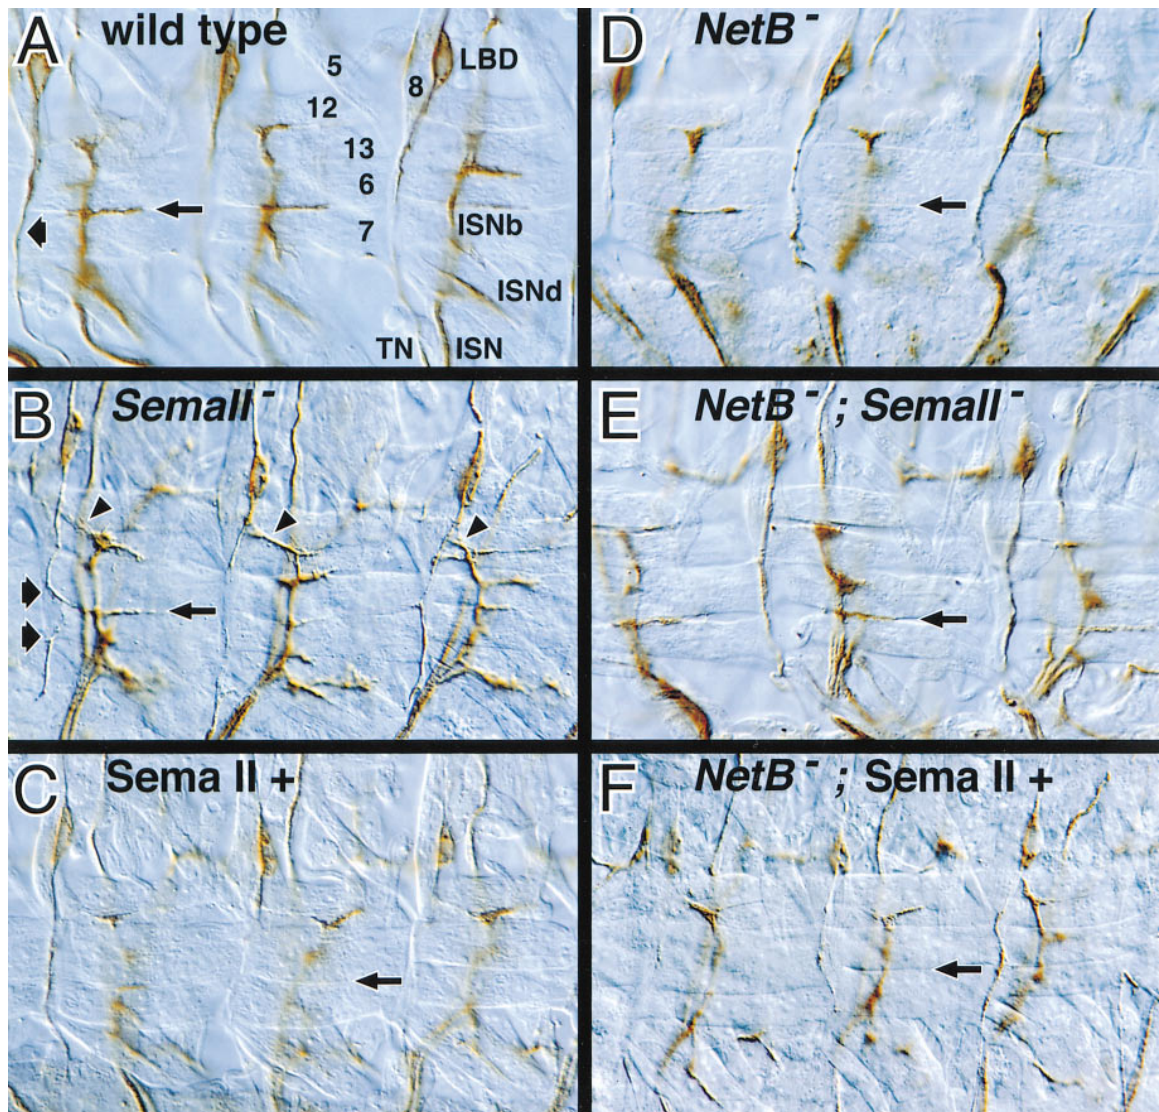 A wild type
5
LBD
8
12
13
6
7
ISNb
ISNd
TN
ISN
B SemaII -
C Sema II +
D NetB -
E NetB - ; SemaII -
F NetB - ; Sema II +